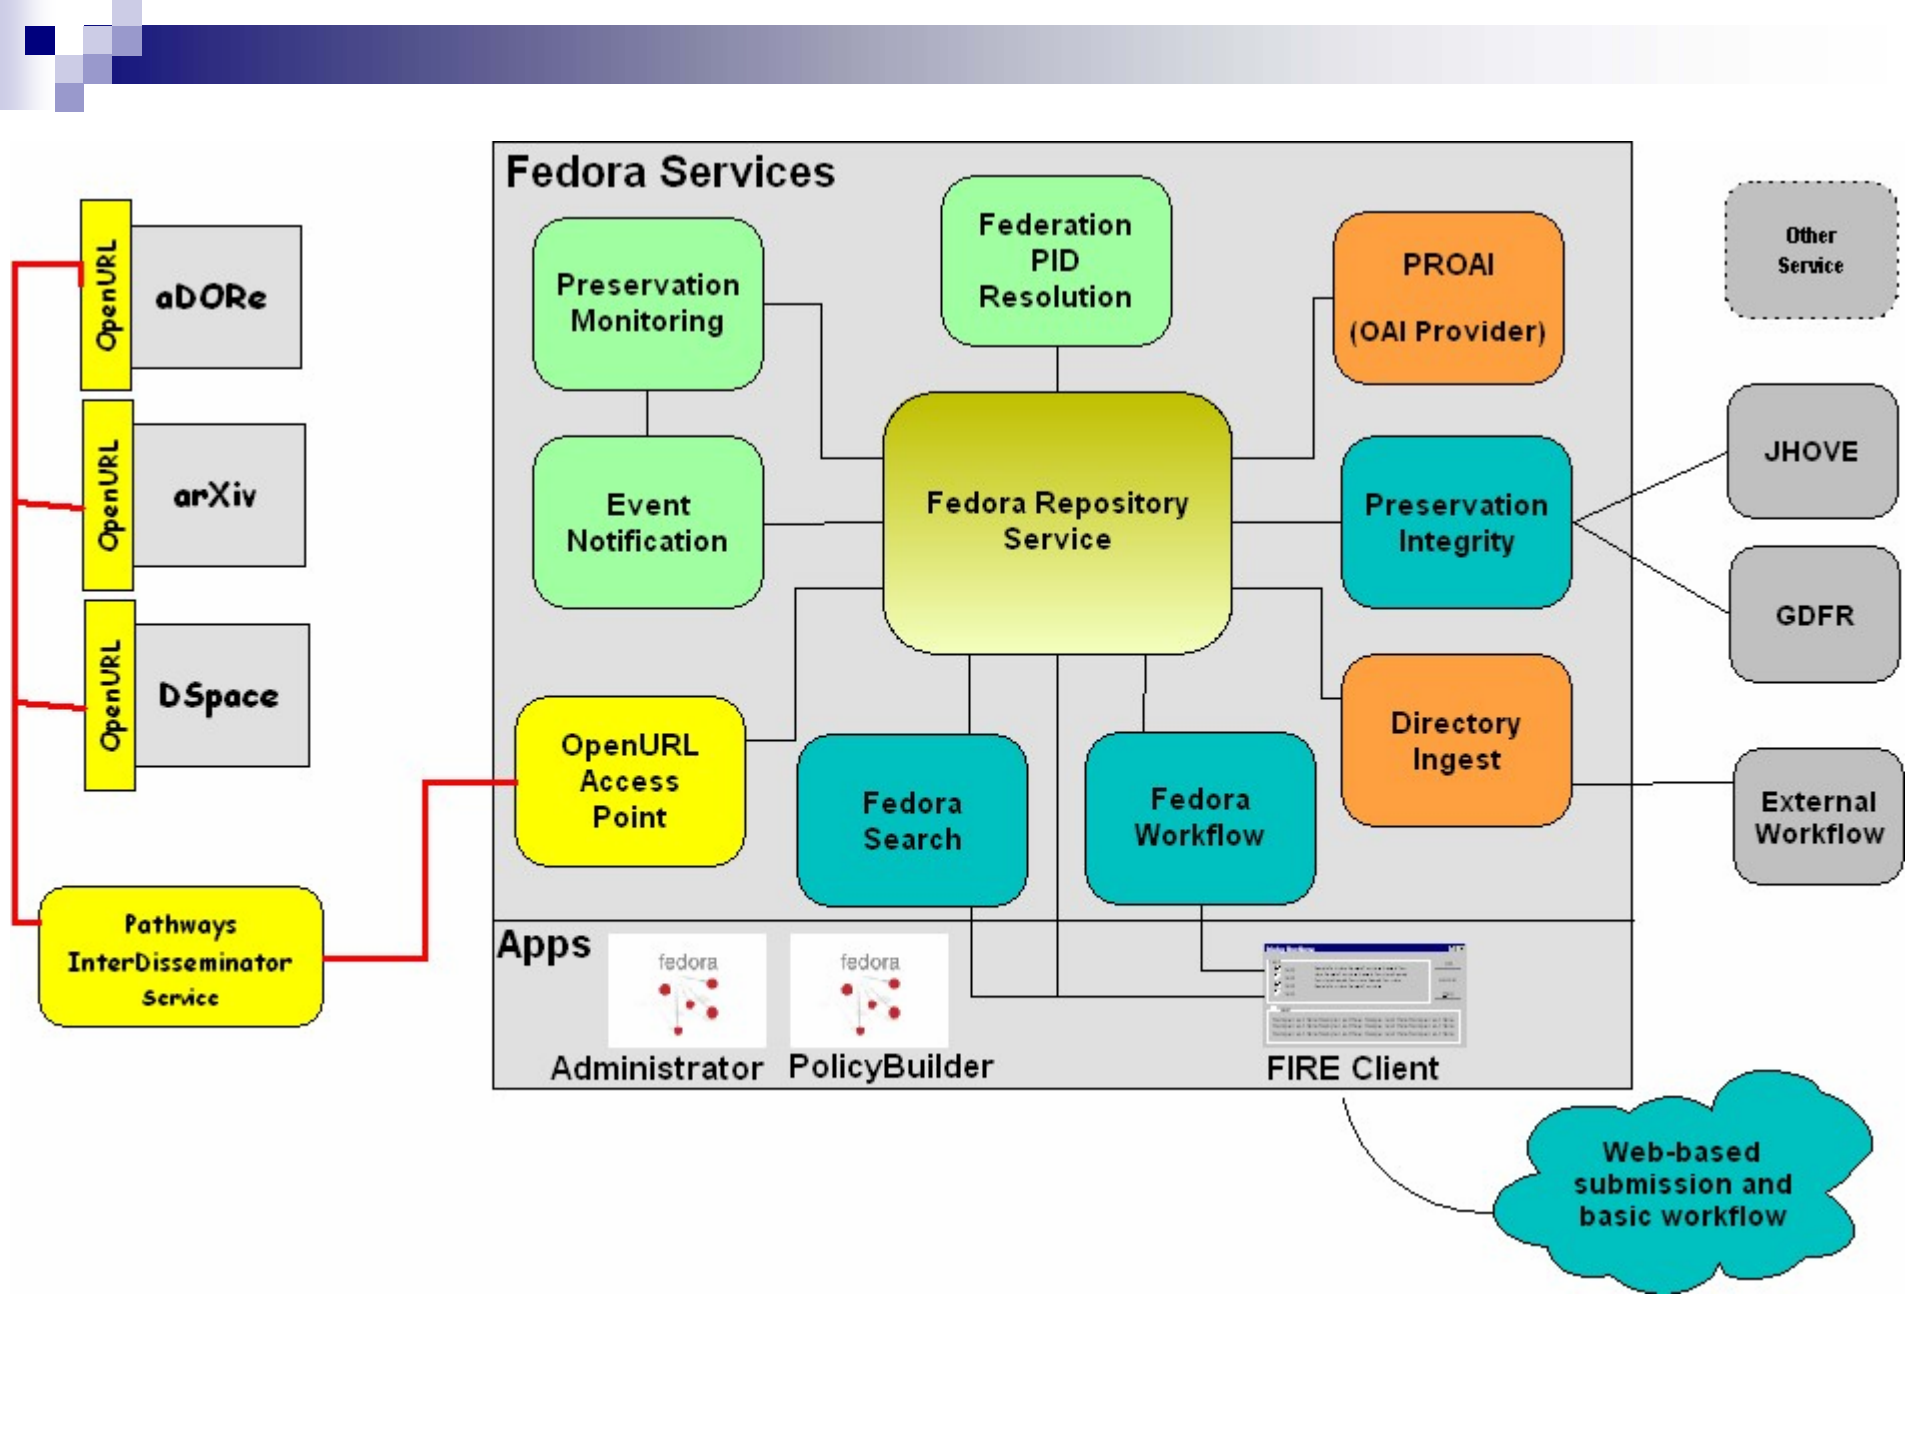 Fedora Services
OpenURL
aDORe
OpenURL
arXiv
OpenURL
DSpace
Pathways
InterDisseminator
Service
Preservation
Monitoring
Federation
PID
Resolution
PROAI
(OAI Provider)
Event
Notification
Fedora Repository
Service
Preservation
Integrity
OpenURL
Access
Point
Fedora
Search
Fedora
Workflow
Directory
Ingest
Other
Service
JHOVE
GDFR
External
Workflow
Apps
fedora
Administrator
fedora
PolicyBuilder
FIRE Client
Web-based
submission and
basic workflow